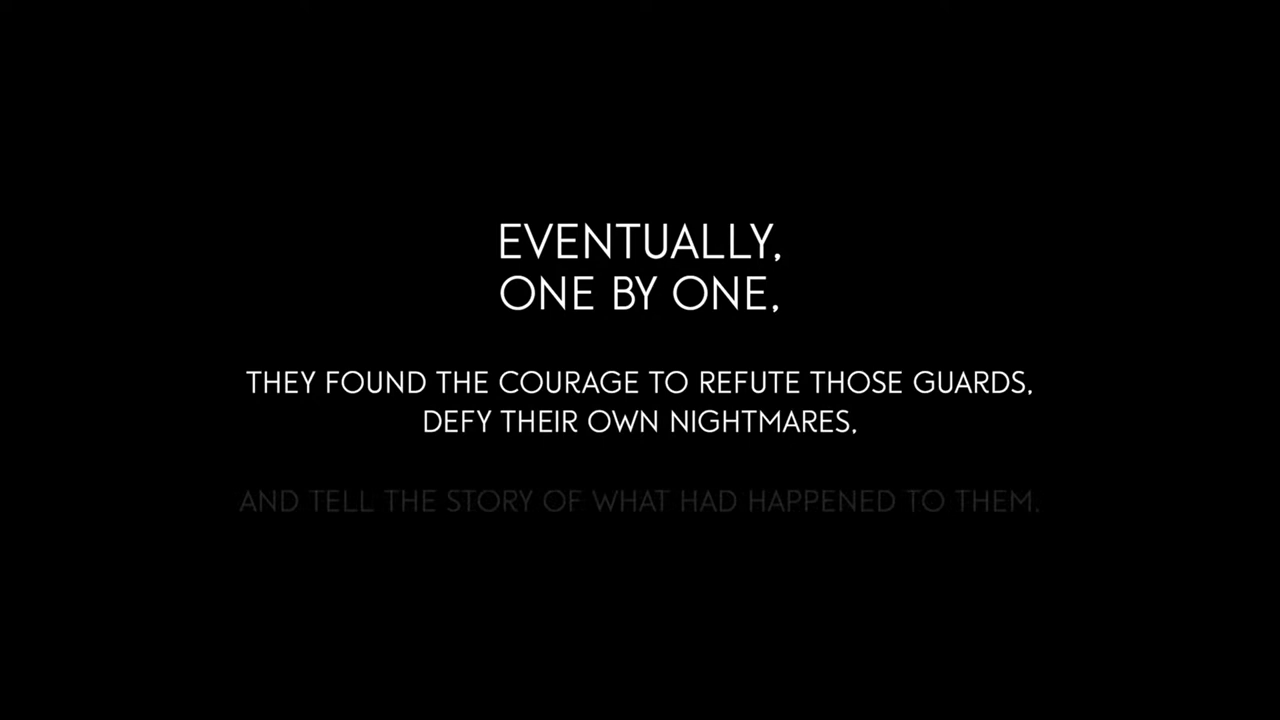 EVENTUALLY,
ONE BY ONE,
THEY FOUND THE COURAGE TO REFUTE THOSE GUARDS,
DEFY THEIR OWN NIGHTMARES,
AND TELL THE STORY OF WHAT HAD HAPPENED TO THEM.